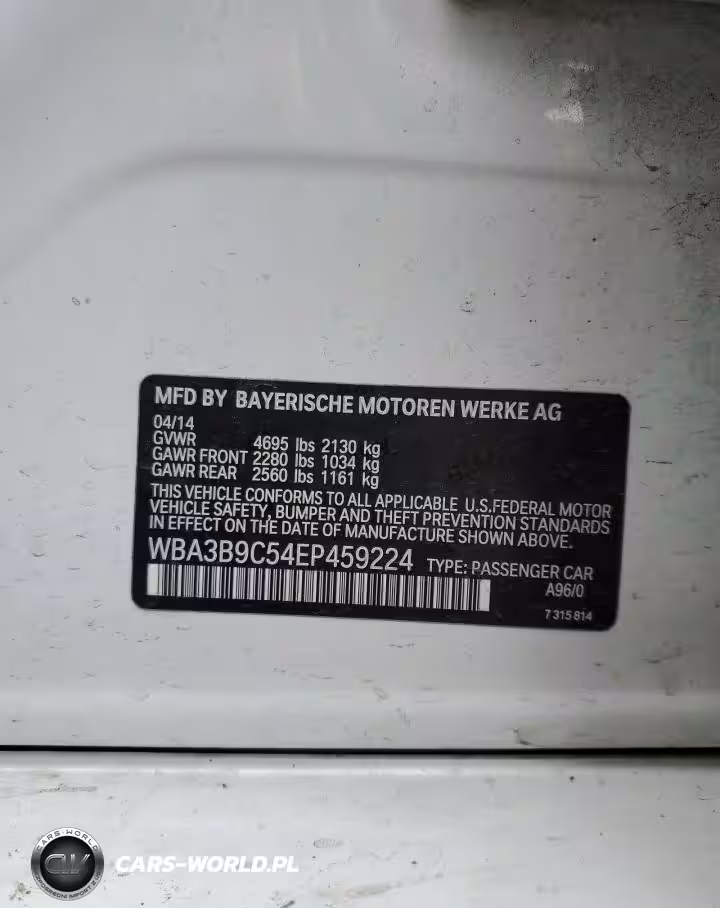 MFD BY BAYERISCHE MOTOREN WERKE AG
04/14
GVWR 4695 lbs 2130 kg
GAWR FRONT 2280 lbs 1034 kg
GAWR REAR 2560 lbs 1161 kg
THIS VEHICLE CONFORMS TO ALL APPLICABLE U.S.FEDERAL MOTOR
VEHICLE SAFETY, BUMPER AND THEFT PREVENTION STANDARDS
IN EFFECT ON THE DATE OF MANUFACTURE SHOWN ABOVE.
WBA3B9C54EP459224 TYPE: PASSENGER CAR
A96/0
7 315 814
CARS-WORLD
CARS-WORLD.PL